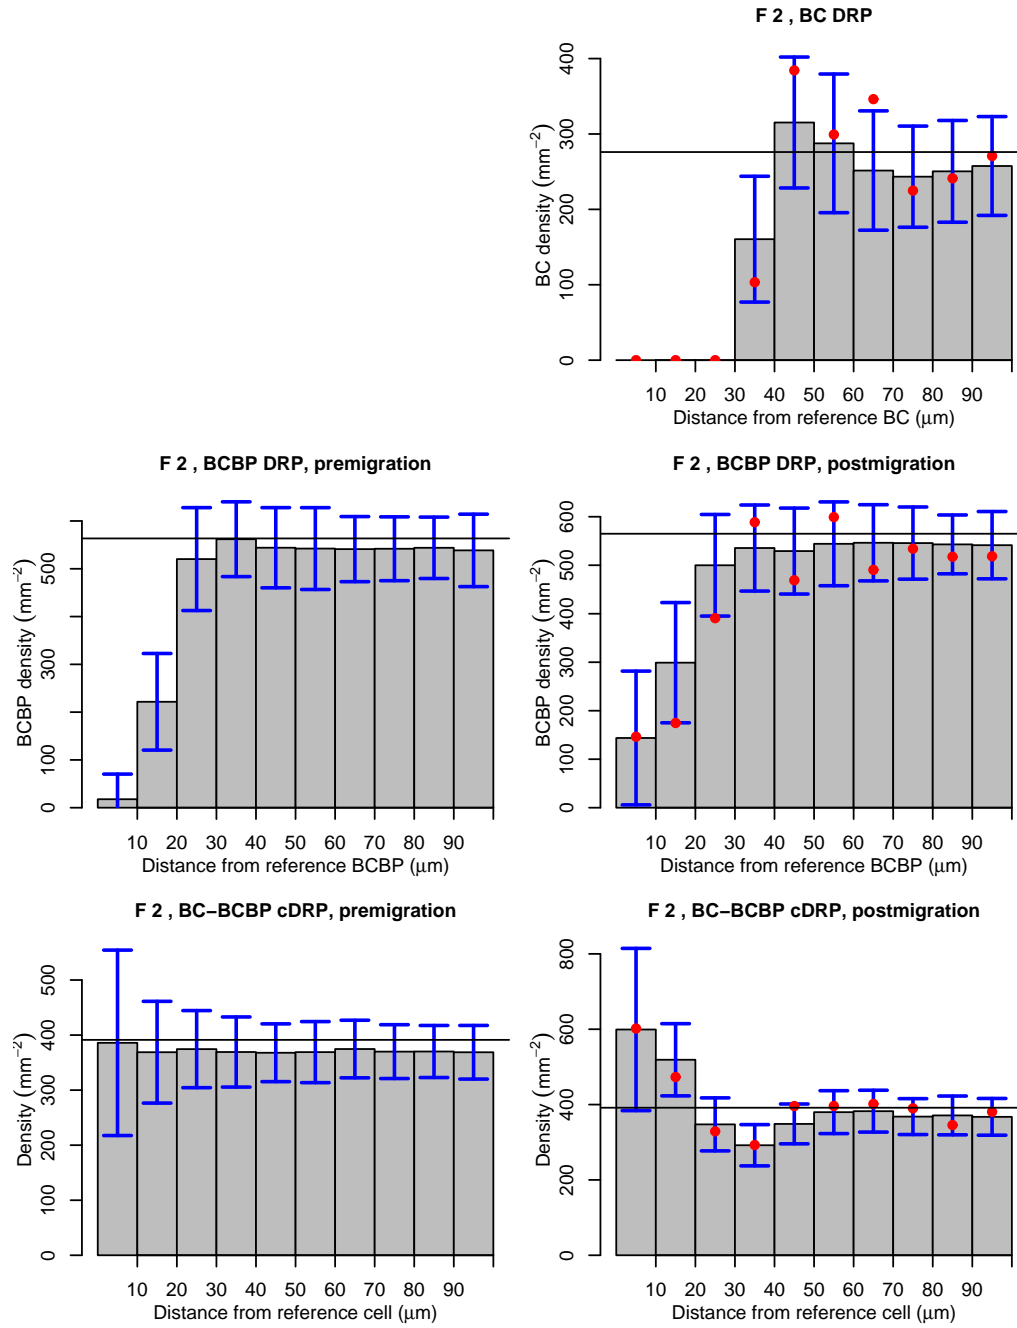 F 2 , BC DRP
BC density (mm⁻²)
0 100 200 300 400
10 20 30 40 50 60 70 80 90
Distance from reference BC (μm)
F 2 , BCBP DRP, premigration
BCBP density (mm⁻²)
0 100 300 500
10 20 30 40 50 60 70 80 90
Distance from reference BCBP (μm)
F 2 , BCBP DRP, postmigration
BCBP density (mm⁻²)
0 100 200 300 400 500 600
10 20 30 40 50 60 70 80 90
Distance from reference BCBP (μm)
F 2 , BC−BCBP cDRP, premigration
Density (mm⁻²)
0 100 200 300 400 500
10 20 30 40 50 60 70 80 90
Distance from reference cell (μm)
F 2 , BC−BCBP cDRP, postmigration
Density (mm⁻²)
0 200 400 600 800
10 20 30 40 50 60 70 80 90
Distance from reference cell (μm)